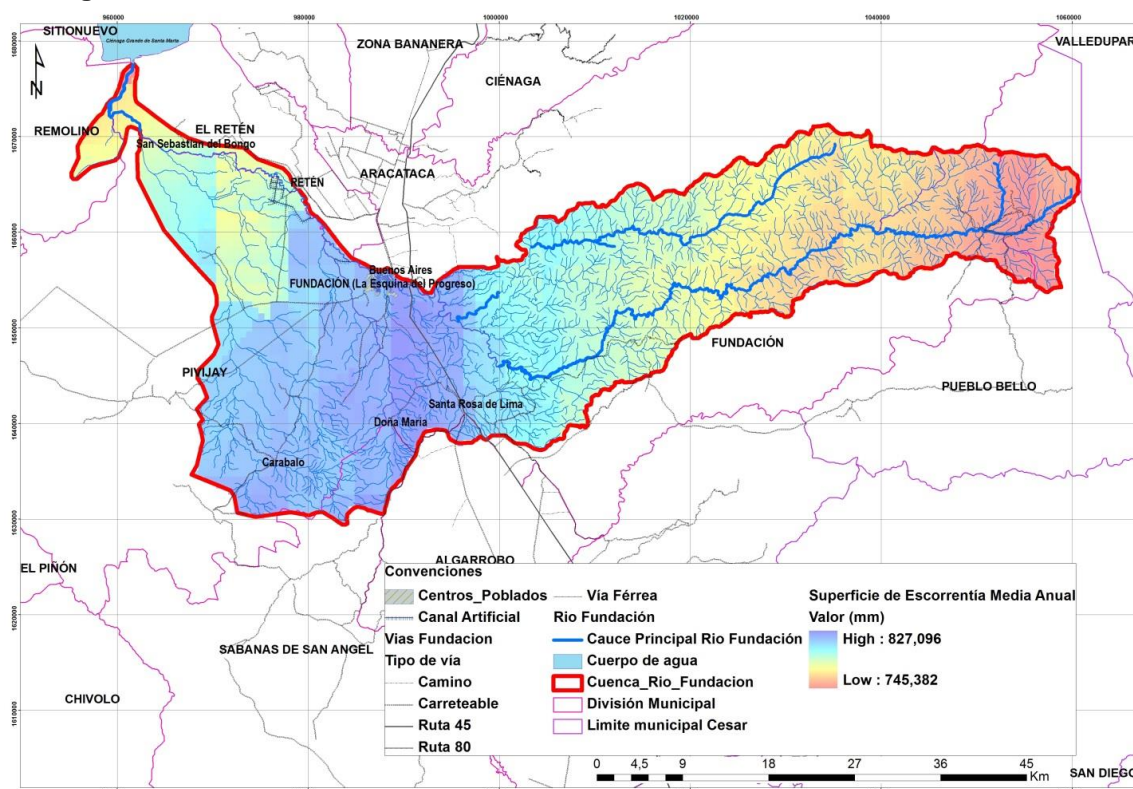 960000 980000 1000000 1020000 1040000 1060000
SITIONUEVO
Ciénaga Grande de Santa Marta
ZONA BANANERA
VALLEDUPAR
1680000
N
CIÉNAGA
REMOLINO
EL RETÉN
1670000
San Sebastían del Bongo
ARACATACA
RETÉN
1660000
Buenos Aires
FUNDACIÓN (La Esquina del Progreso)
1650000
FUNDACIÓN
PIVIJAY
PUEBLO BELLO
Santa Rosa de Lima
1640000
Doña Maria
Carabalo
1630000
ALGARROBO
EL PIÑÓN
1620000
SABANAS DE SAN ANGEL
CHIVOLO
1610000
Convenciones
Centros_Poblados
Canal Artificial
Vias Fundacion
Tipo de vía
Camino
Carreteable
Ruta 45
Ruta 80
Vía Férrea
Rio Fundación
Cauce Principal Rio Fundación
Cuerpo de agua
Cuenca_Rio_Fundacion
División Municipal
Limite municipal Cesar
Superficie de Escorrentía Media Anual
Valor (mm)
High : 827,096
Low : 745,382
0 4,5 9 18 27 36 45
Km
SAN DIEGO